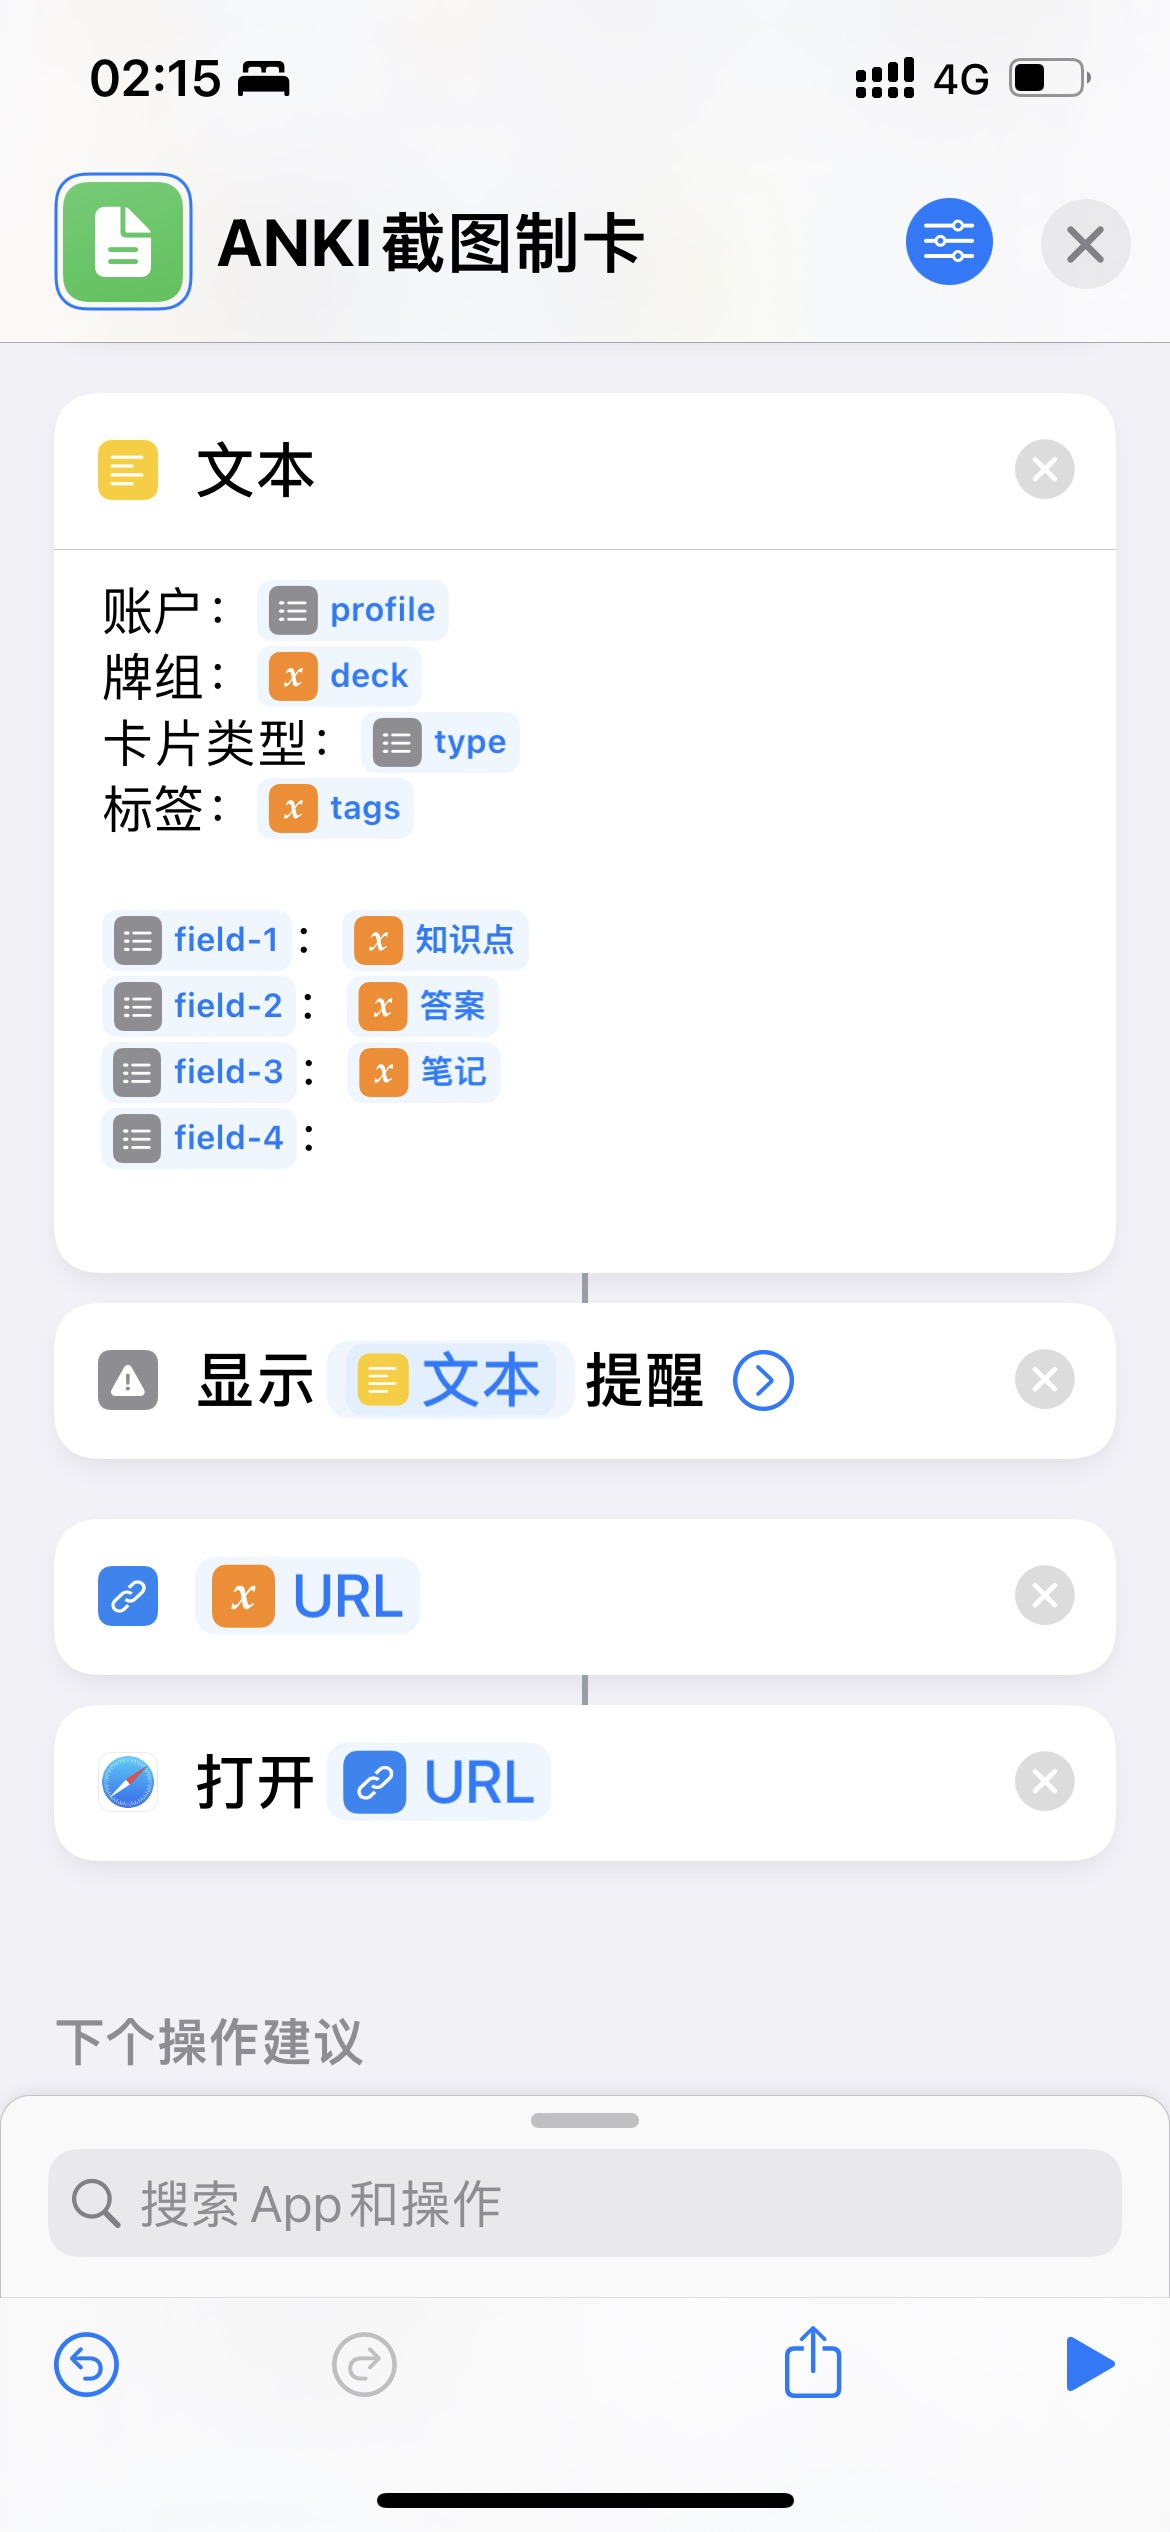 02:15
4G
ANKI截图制卡
文本
账户： profile
牌组： deck
卡片类型： type
标签： tags
field-1： x 知识点
field-2： x 答案
field-3： x 笔记
field-4：
显示 文本 提醒
x URL
打开 URL
下个操作建议
搜索 App 和操作